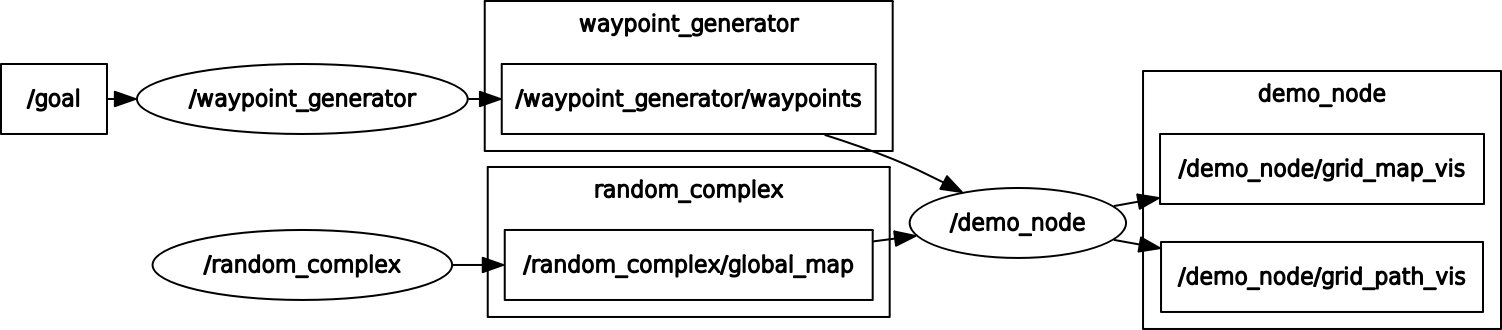 waypoint_generator
/goal
/waypoint_generator
/waypoint_generator/waypoints
random_complex
/random_complex
/random_complex/global_map
/demo_node
demo_node
/demo_node/grid_map_vis
/demo_node/grid_path_vis